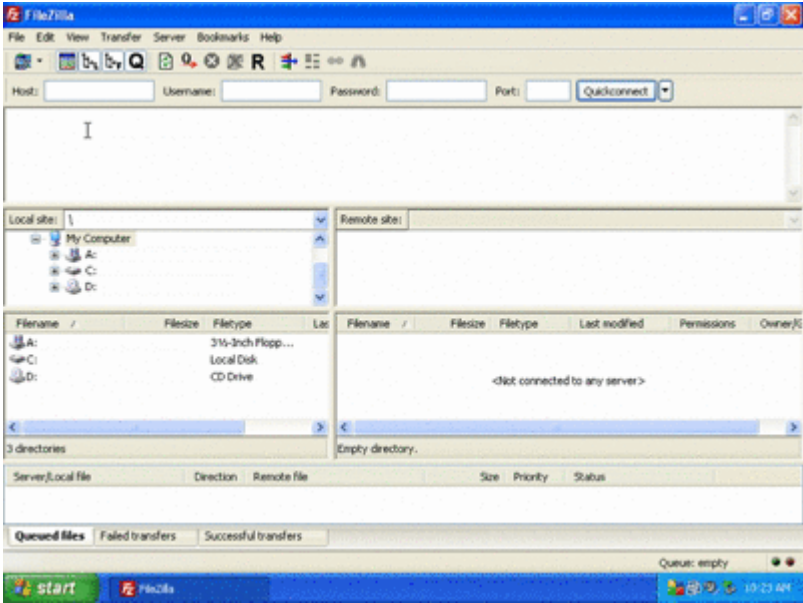 FileZilla
File Edit View Transfer Server Bookmarks Help
Host: Username: Password: Port: Quickconnect
Local site: \ Remote site:
My Computer
A:
C:
D:
Filename / Filesize Filetype Las
A: 3½-Inch Flopp...
C: Local Disk
D: CD Drive
3 directories
Filename / Filesize Filetype Last modified Permissions Owner/G
<Not connected to any server>
Empty directory.
Server/Local file Direction Remote file Size Priority Status
Queued files Failed transfers Successful transfers
Queue: empty
start FileZilla 10:23 AM